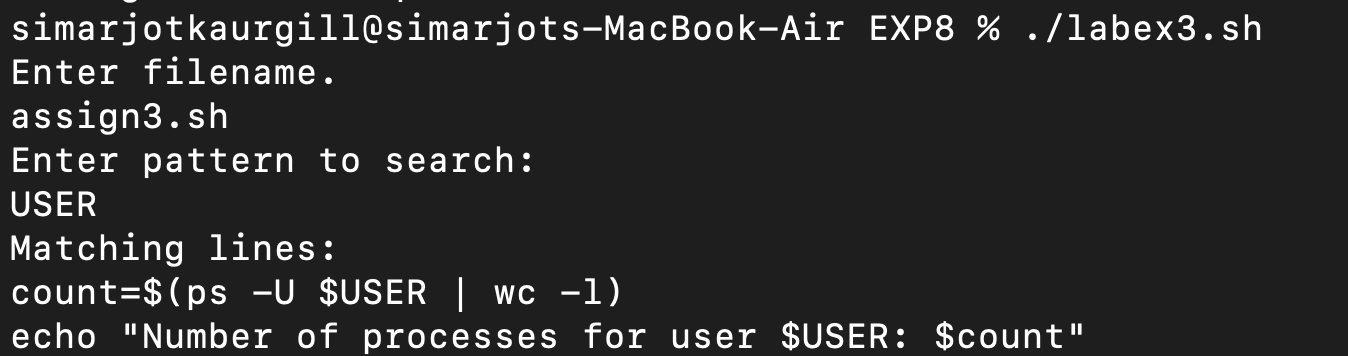 simarjotkaurgill@simarjots-MacBook-Air EXP8 % ./labex3.sh
Enter filename.
assign3.sh
Enter pattern to search:
USER
Matching lines:
count=$(ps -U $USER | wc -l)
echo "Number of processes for user $USER: $count"